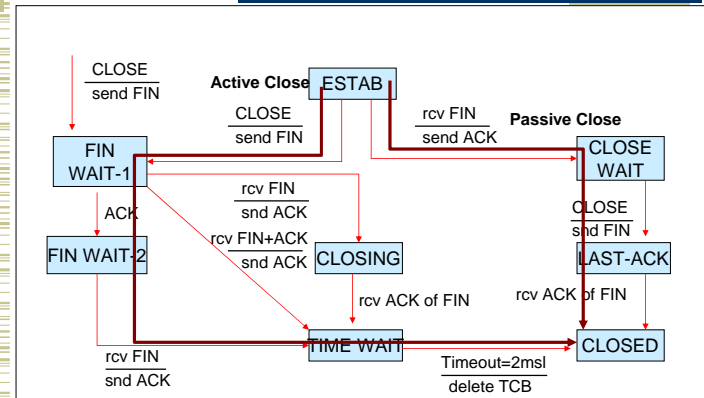 CLOSE
send FIN
Active Close
ESTAB
CLOSE
send FIN
rcv FIN
send ACK
Passive Close
FIN
WAIT-1
CLOSE
WAIT
rcv FIN
snd ACK
ACK
CLOSE
snd FIN
rcv FIN+ACK
snd ACK
FIN WAIT-2
CLOSING
LAST-ACK
rcv ACK of FIN
rcv ACK of FIN
TIME WAIT
CLOSED
rcv FIN
snd ACK
Timeout=2msl
delete TCB